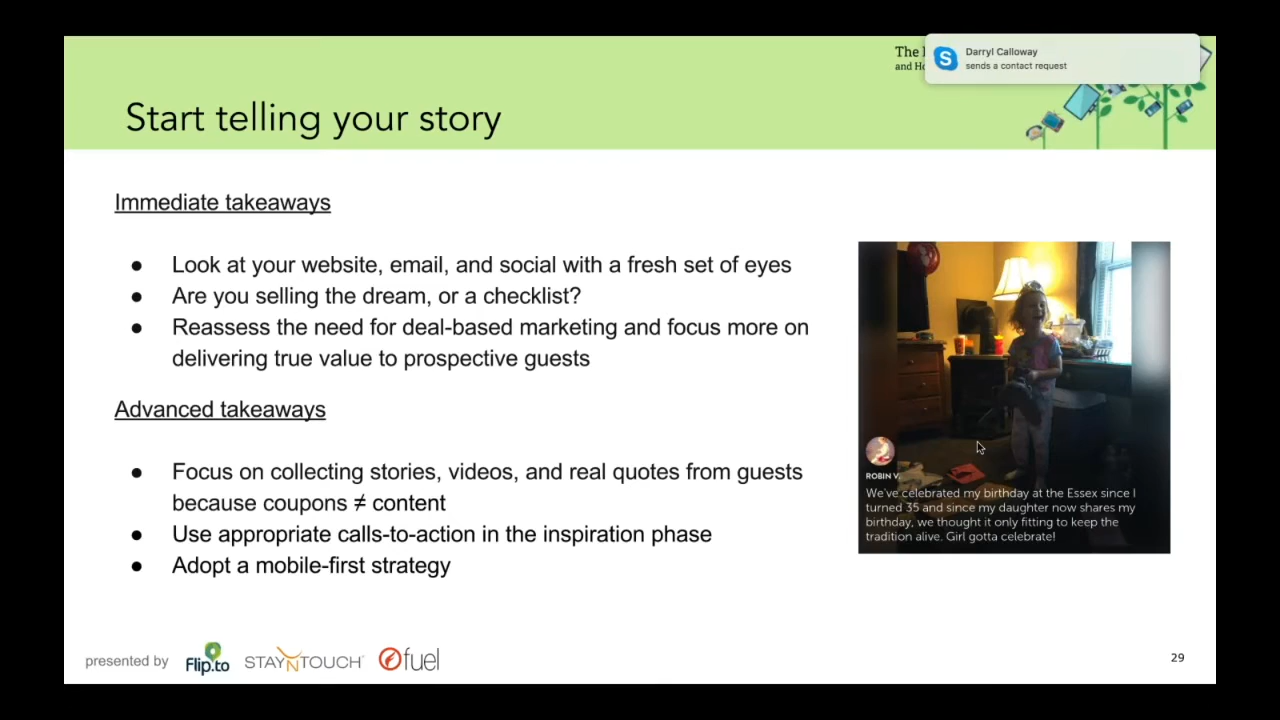 The
and Ho
Darryl Calloway
sends a contact request
Start telling your story
Immediate takeaways
● Look at your website, email, and social with a fresh set of eyes
● Are you selling the dream, or a checklist?
● Reassess the need for deal-based marketing and focus more on
delivering true value to prospective guests
Advanced takeaways
● Focus on collecting stories, videos, and real quotes from guests
because coupons ≠ content
● Use appropriate calls-to-action in the inspiration phase
● Adopt a mobile-first strategy
ROBIN V.
We've celebrated my birthday at the Essex since I
turned 35 and since my daughter now shares my
birthday, we thought it only fitting to keep the
tradition alive. Girl gotta celebrate!
presented by Flip.to STAYNTOUCH fuel
29